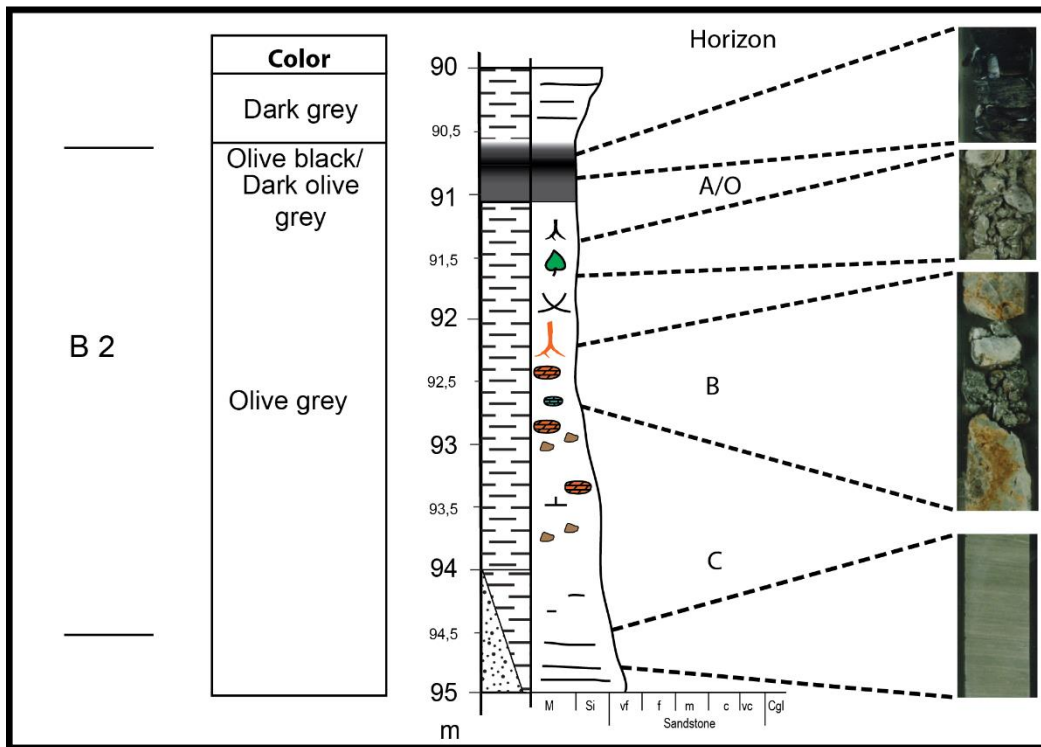 Color
Dark grey
Olive black/
Dark olive
grey
Olive grey
B 2
90
90,5
91
91,5
92
92,5
93
93,5
94
94,5
95
m
Horizon
A/O
B
C
M Si vf f m c vc Cgl
Sandstone